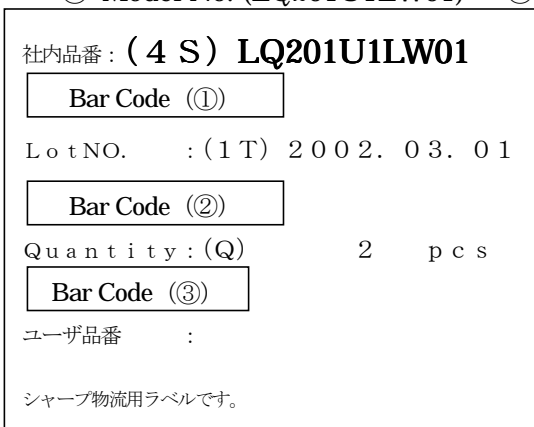 社内品番：(４Ｓ) LQ201U1LW01
Bar Code (①)
ＬｏｔNO. ：(１Ｔ) ２００２．０３．０１
Bar Code (②)
Ｑｕａｎｔｉｔｙ：(Q) ２ ｐｃｓ
Bar Code (③)
ユーザ品番 ：
シャープ物流用ラベルです。